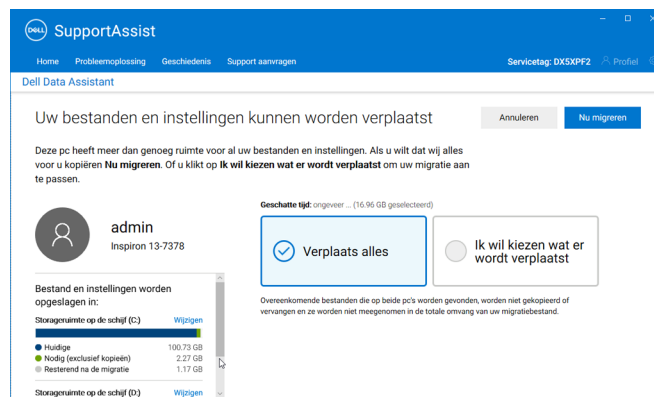 DELL SupportAssist
Home Probleemoplossing Geschiedenis Support aanvragen Servicetag: DX5XPF2 Profiel
Dell Data Assistant
Uw bestanden en instellingen kunnen worden verplaatst
Annuleren Nu migreren
Deze pc heeft meer dan genoeg ruimte voor al uw bestanden en instellingen. Als u wilt dat wij alles
voor u kopiëren Nu migreren. Of u klikt op Ik wil kiezen wat er wordt verplaatst om uw migratie aan
te passen.
admin
Inspiron 13-7378
Geschatte tijd: ongeveer ... (16.96 GB geselecteerd)
Verplaats alles
Ik wil kiezen wat er
wordt verplaatst
Overeenkomende bestanden die op beide pc's worden gevonden, worden niet gekopieerd of
vervangen en ze worden niet meegenomen in de totale omvang van uw migratiebestand.
Bestand en instellingen worden
opgeslagen in:
Storageruimte op de schijf (C:) Wijzigen
Huidige 100.73 GB
Nodig (exclusief kopieën) 2.27 GB
Resterend na de migratie 1.17 GB
Storageruimte op de schijf (D:) Wijzigen